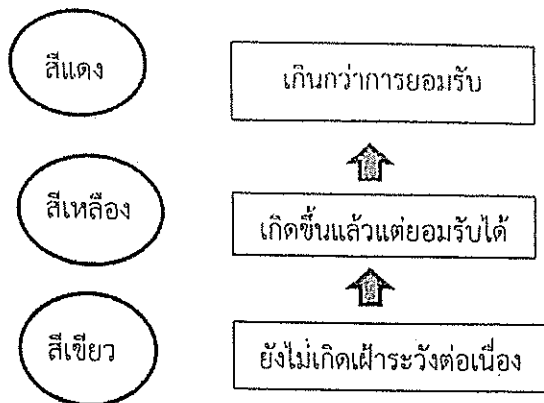 สีแดง
เกินกว่าการยอมรับ
สีเหลือง
เกิดขึ้นแล้วแต่ยอมรับได้
สีเขียว
ยังไม่เกิดเฝ้าระวังต่อเนื่อง